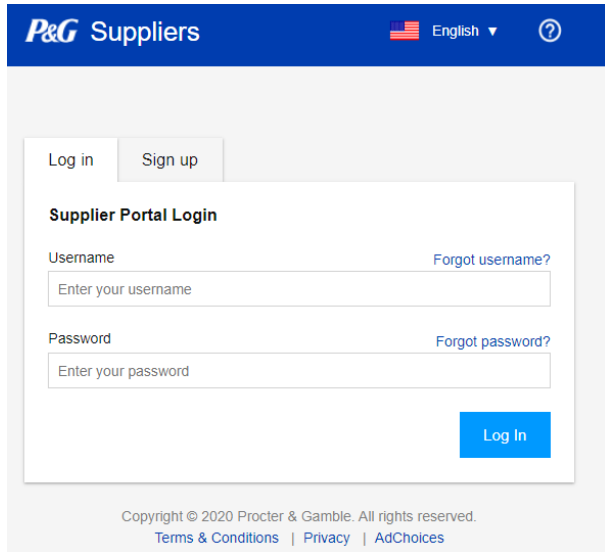 P&G Suppliers English ▼ ?
Log in Sign up
Supplier Portal Login
Username Forgot username?
Enter your username
Password Forgot password?
Enter your password
Log In
Copyright © 2020 Procter & Gamble. All rights reserved.
Terms & Conditions | Privacy | AdChoices